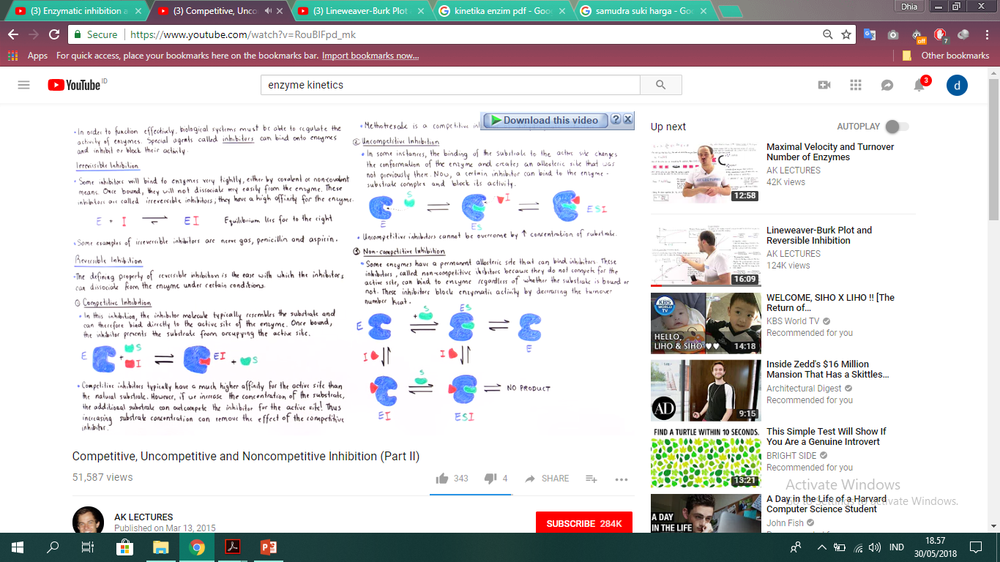 (3) Enzymatic inhibition a
(3) Competitive, Unco
(3) Lineweaver-Burk Plot
kinetika enzim pdf - Goo
samudra suki harga - Go
Dhia
Secure
https://www.youtube.com/watch?v=RouBIFpd_mk
off
7
Apps
For quick access, place your bookmarks here on the bookmarks bar. Import bookmarks now...
Other bookmarks
YouTube ID
enzyme kinetics
3
d
Download this video
?
• In order to function effectively, biological systems must be able to regulate the
activity of enzymes. Special agents called inhibitors can bind onto enzymes
and inhibit or block their activity.
Irreversible Inhibition
• Some inhibitors will bind to enzymes very tightly, either by covalent or non-covalent
means. Once bound, they will not dissociate very easily from the enzyme. These
inhibitors are called irreversible inhibitors; they have a high affinity for the enzyme.
E + I ⇌ EI Equilibrium lies far to the right
• Some examples of irreversible inhibitors are nerve gas, penicillin and aspirin.
Reversible Inhibition
• The defining property of reversible inhibition is the ease with which the inhibitors
can dissociate from the enzyme under certain conditions.
① Competitive Inhibition
• In this inhibition, the inhibitor molecule typically resembles the substrate and
can therefore bind directly to the active site of the enzyme. Once bound,
the inhibitor prevents the substrate from occupying the active site.
E + S I ⇌ EI + S
• Competitive inhibitors typically have a much higher affinity for the active site than
the natural substrate. However, if we increase the concentration of the substrate,
the additional substrate can outcompete the inhibitor for the active site! Thus
increasing substrate concentration can remove the effect of the competitive
inhibitor.
• Methotrexate is a competitive in
② Uncompetitive Inhibition
• In some instances, the binding of the substrate to the active site changes
the conformation of the enzyme and creates an allosteric site that was
not previously there. Now, a certain inhibitor can bind to the enzyme-
substrate complex and block its activity.
S
I
E
ES
ESI
• Uncompetitive inhibitors cannot be overcome by ↑ concentration of substrate.
③ Non-competitive Inhibition
• Some enzymes have a permanent allosteric site that can bind inhibitors. These
inhibitors, called non-competitive inhibitors because they do not compete for the
active site, can bind to enzyme regardless of whether the substrate is bound or
not. These inhibitors block enzymatic activity by decreasing the turnover
number kcat.
E
+S
ES
E
I
I
S
NO PRODUCT
EI
ESI
Competitive, Uncompetitive and Noncompetitive Inhibition (Part II)
51,587 views
343
4
SHARE
AK LECTURES
Published on Mar 13, 2015
SUBSCRIBE 284K
Up next
AUTOPLAY
Maximal Velocity and Turnover
Number of Enzymes
AK LECTURES
42K views
12:58
Lineweaver-Burk Plot and
Reversible Inhibition
AK LECTURES
124K views
16:09
KBS
WORLD
TV
HELLO,
LIHO & SIHO ♥♥
14:18
WELCOME, SIHO X LIHO !! [The
Return of...
KBS World TV
Recommended for you
AD
9:15
Inside Zedd's $16 Million
Mansion That Has a Skittles...
Architectural Digest
Recommended for you
FIND A TURTLE WITHIN 10 SECONDS.
13:21
This Simple Test Will Show If
You Are a Genuine Introvert
BRIGHT SIDE
Recommended for you
A DAY
IN THE LIFE
A Day in the Life of a Harvard
Computer Science Student
John Fish
Activate Windows
Go to Settings to activate Windows.
IND
18.57
30/05/2018